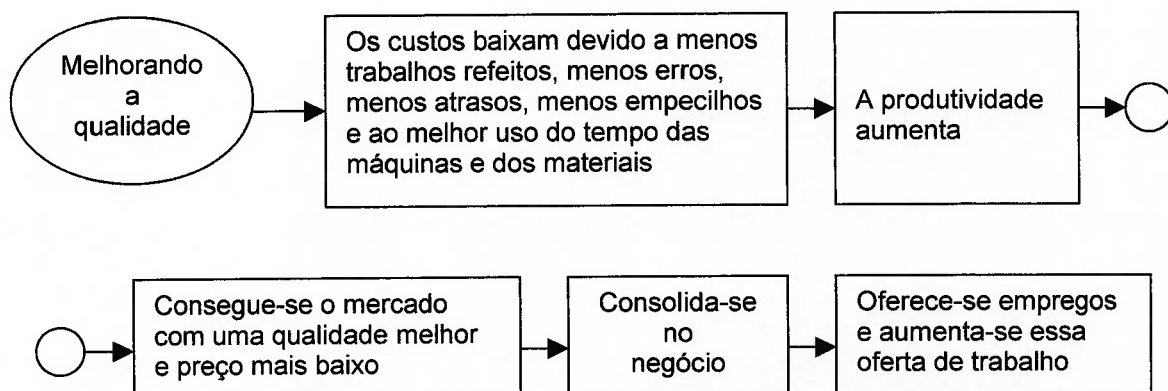 Melhorando
a
qualidade
Os custos baixam devido a menos
trabalhos refeitos, menos erros,
menos atrasos, menos empecilhos
e ao melhor uso do tempo das
máquinas e dos materiais
A produtividade
aumenta
Consegue-se o mercado
com uma qualidade melhor
e preço mais baixo
Consolida-se
no
negócio
Oferece-se empregos
e aumenta-se essa
oferta de trabalho